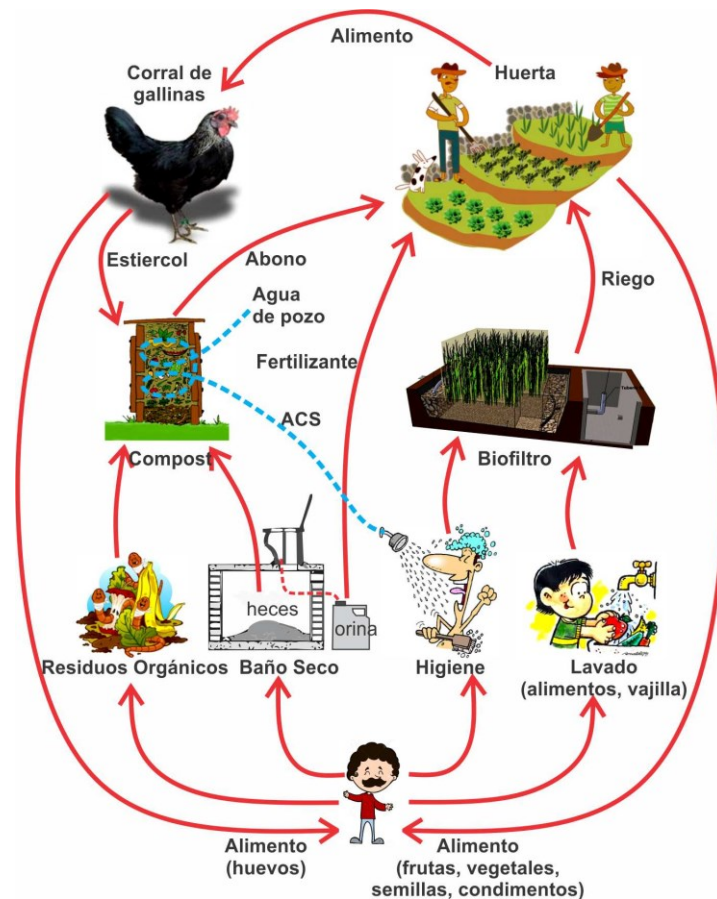 Alimento
Corral de
gallinas
Huerta
Estiercol
Abono
Agua
de pozo
Riego
Fertilizante
ACS
Compost
Biofiltro
heces
orina
Residuos Orgánicos
Baño Seco
Higiene
Lavado
(alimentos, vajilla)
Alimento
(huevos)
Alimento
(frutas, vegetales,
semillas, condimentos)